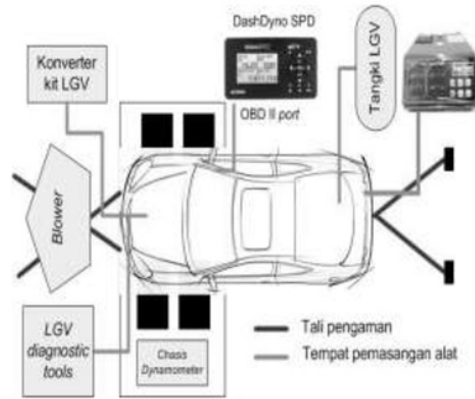 DashDyno SPD
Konverter
kit LGV
Tangki LGV
OBD II port
Blower
LGV
diagnostic
tools
Chasis
Dynamometer
Tali pengaman
Tempat pemasangan alat